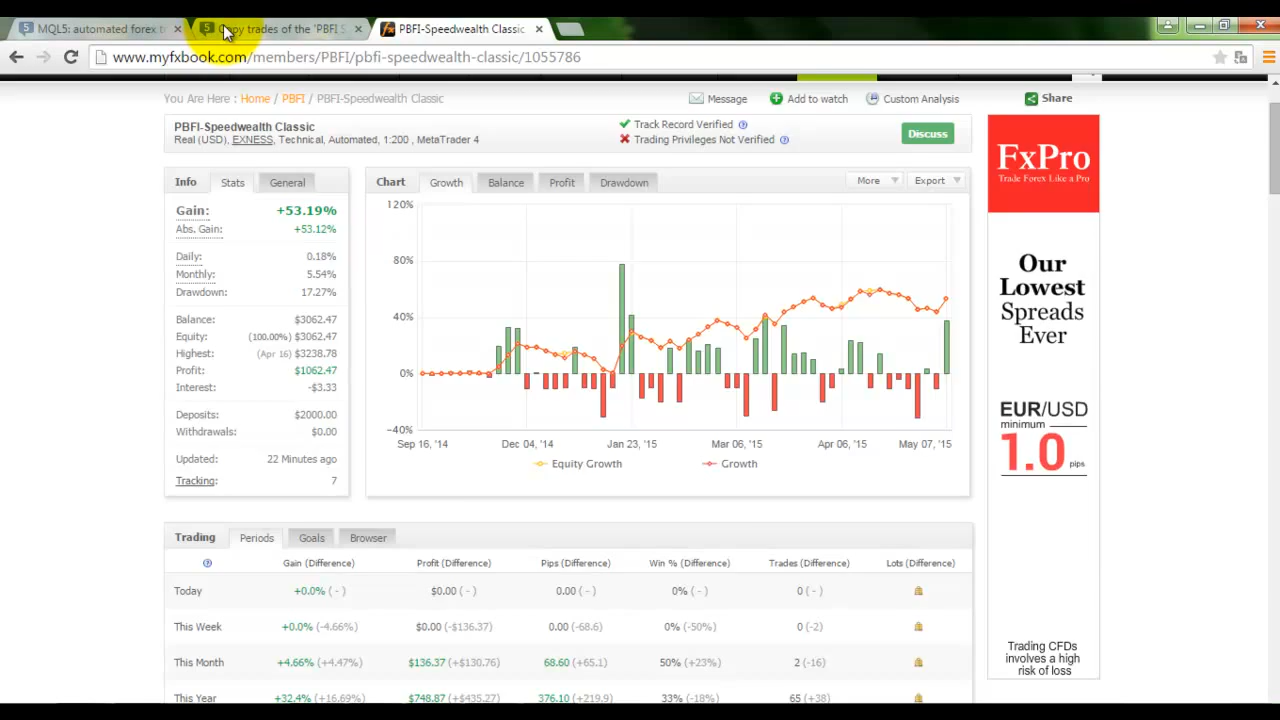 MQL5: automated forex t
Copy trades of the 'PBFI S
PBFI-Speedwealth Classic
www.myfxbook.com/members/PBFI/pbfi-speedwealth-classic/1055786
You Are Here : Home / PBFI / PBFI-Speedwealth Classic
Message
Add to watch
Custom Analysis
Share
PBFI-Speedwealth Classic
Real (USD), EXNESS, Technical, Automated, 1:200 , MetaTrader 4
Track Record Verified
Trading Privileges Not Verified
Discuss
Info Stats General
Gain: +53.19%
Abs. Gain: +53.12%
Daily: 0.18%
Monthly: 5.54%
Drawdown: 17.27%
Balance: $3062.47
Equity: (100.00%) $3062.47
Highest: (Apr 16) $3238.78
Profit: $1062.47
Interest: -$3.33
Deposits: $2000.00
Withdrawals: $0.00
Updated: 22 Minutes ago
Tracking: 7
Chart Growth Balance Profit Drawdown More Export
120%
80%
40%
0%
-40%
Sep 16, '14 Dec 04, '14 Jan 23, '15 Mar 06, '15 Apr 06, '15 May 07, '15
Equity Growth Growth
FxPro
Trade Forex Like a Pro
Our
Lowest
Spreads
Ever
EUR/USD
minimum
1.0 pips
Trading CFDs
involves a high
risk of loss
Trading Periods Goals Browser
Gain (Difference) Profit (Difference) Pips (Difference) Win % (Difference) Trades (Difference) Lots (Difference)
Today +0.0% ( - ) $0.00 ( - ) 0.00 ( - ) 0% ( - ) 0 ( - )
This Week +0.0% (-4.66%) $0.00 (-$136.37) 0.00 (-68.6) 0% (-50%) 0 (-2)
This Month +4.66% (+4.47%) $136.37 (+$130.76) 68.60 (+65.1) 50% (+23%) 2 (-16)
This Year +32.4% (+16.69%) $748.87 (+$435.27) 376.10 (+219.9) 33% (-18%) 65 (+38)